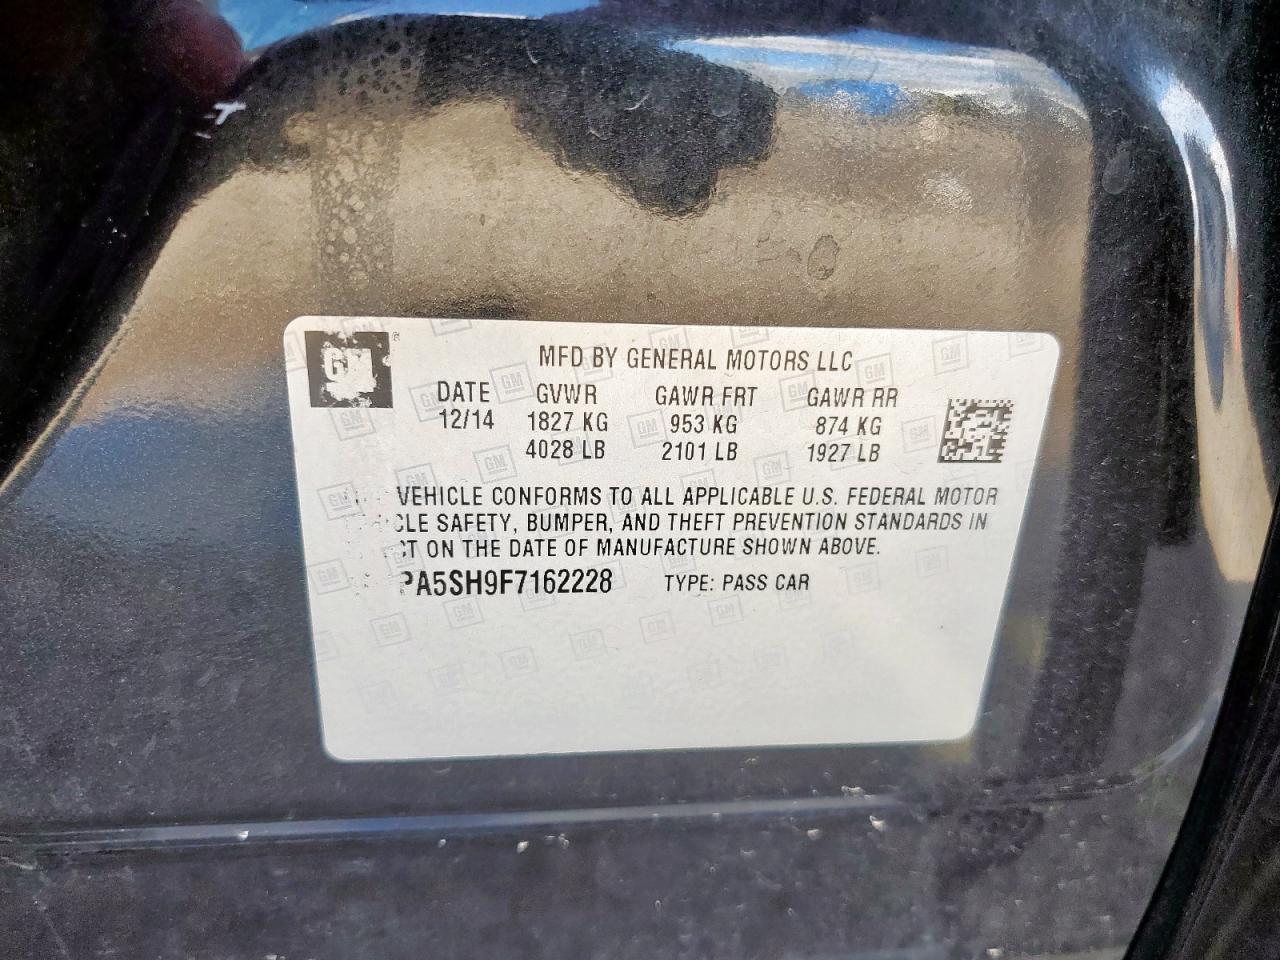 GM
MFD BY GENERAL MOTORS LLC
DATE GVWR GAWR FRT GAWR RR
12/14 1827 KG 953 KG 874 KG
4028 LB 2101 LB 1927 LB
VEHICLE CONFORMS TO ALL APPLICABLE U.S. FEDERAL MOTOR
CLE SAFETY, BUMPER, AND THEFT PREVENTION STANDARDS IN
CT ON THE DATE OF MANUFACTURE SHOWN ABOVE.
PA5SH9F7162228 TYPE: PASS CAR